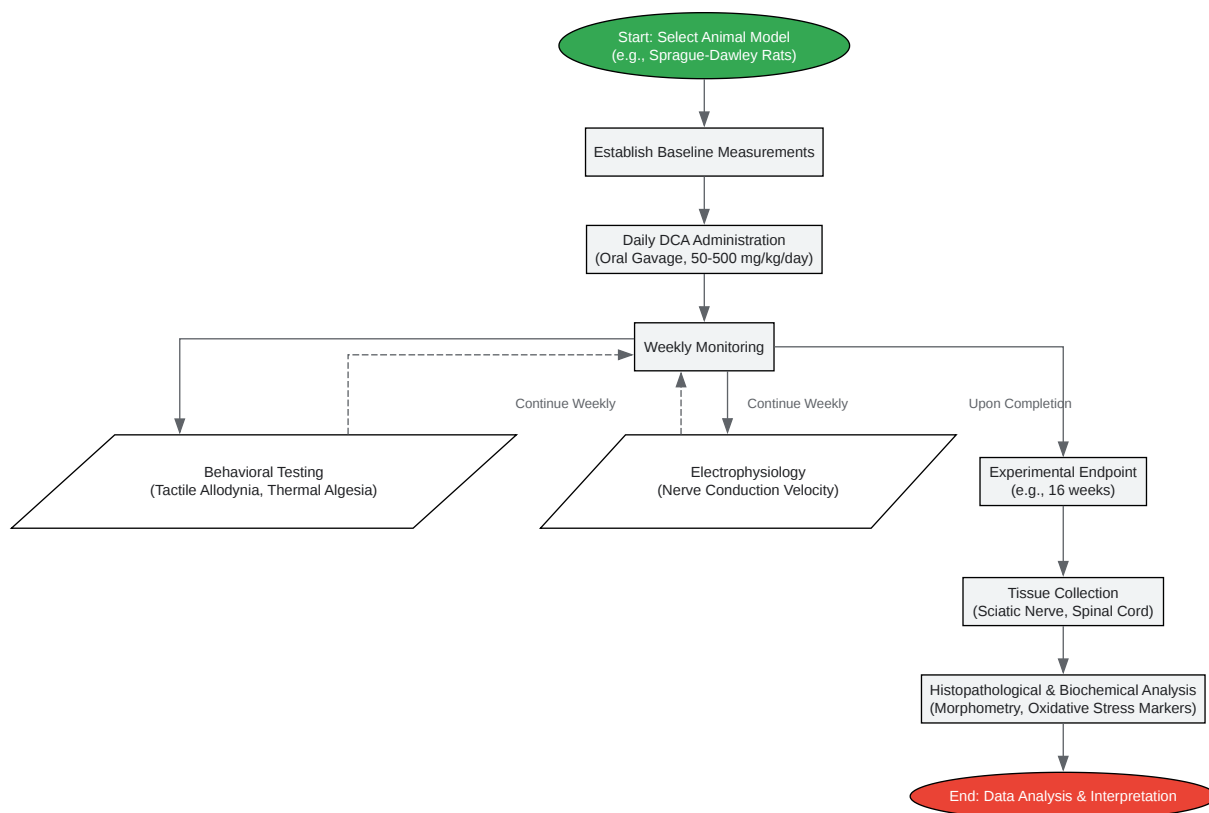 Start: Select Animal Model
(e.g., Sprague-Dawley Rats)
Establish Baseline Measurements
Daily DCA Administration
(Oral Gavage, 50-500 mg/kg/day)
Weekly Monitoring
Continue Weekly
Continue Weekly
Upon Completion
Behavioral Testing
(Tactile Allodynia, Thermal Algesia)
Electrophysiology
(Nerve Conduction Velocity)
Experimental Endpoint
(e.g., 16 weeks)
Tissue Collection
(Sciatic Nerve, Spinal Cord)
Histopathological & Biochemical Analysis
(Morphometry, Oxidative Stress Markers)
End: Data Analysis & Interpretation